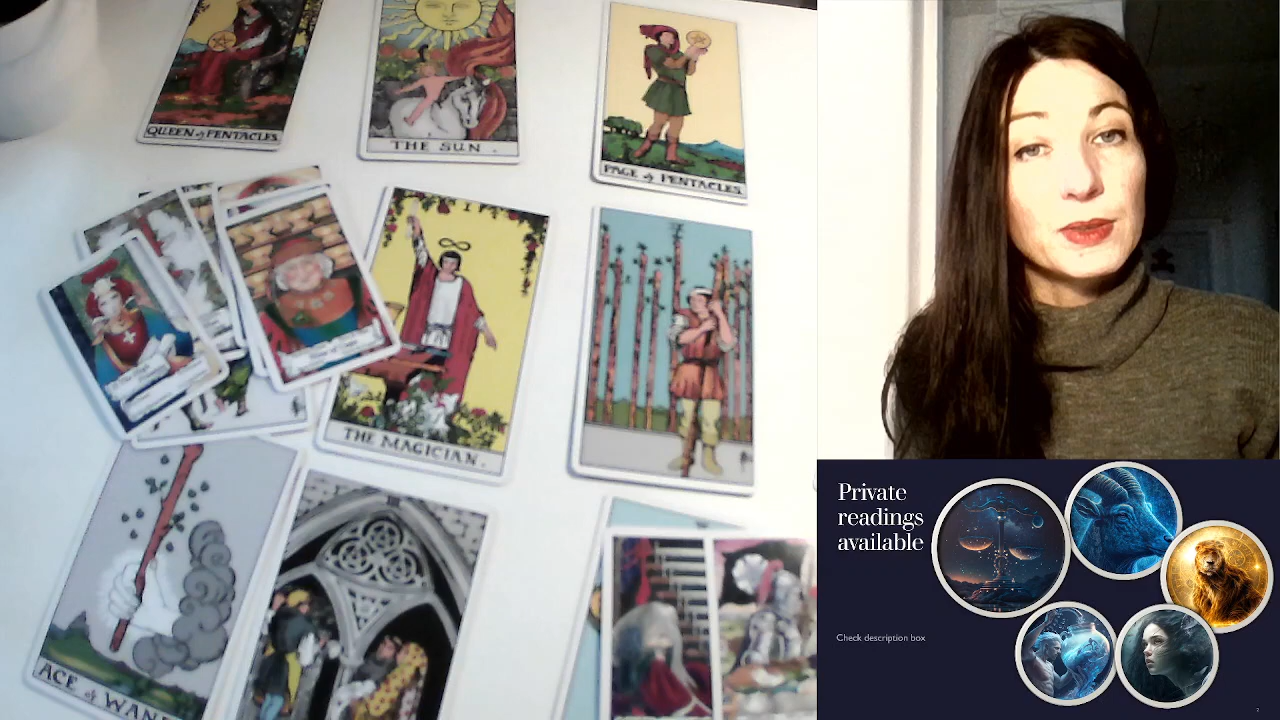 QUEEN of PENTACLES
THE SUN.
PAGE of PENTACLES
THE MAGICIAN.
ACE of WAN
Private
readings
available
Check description box
2